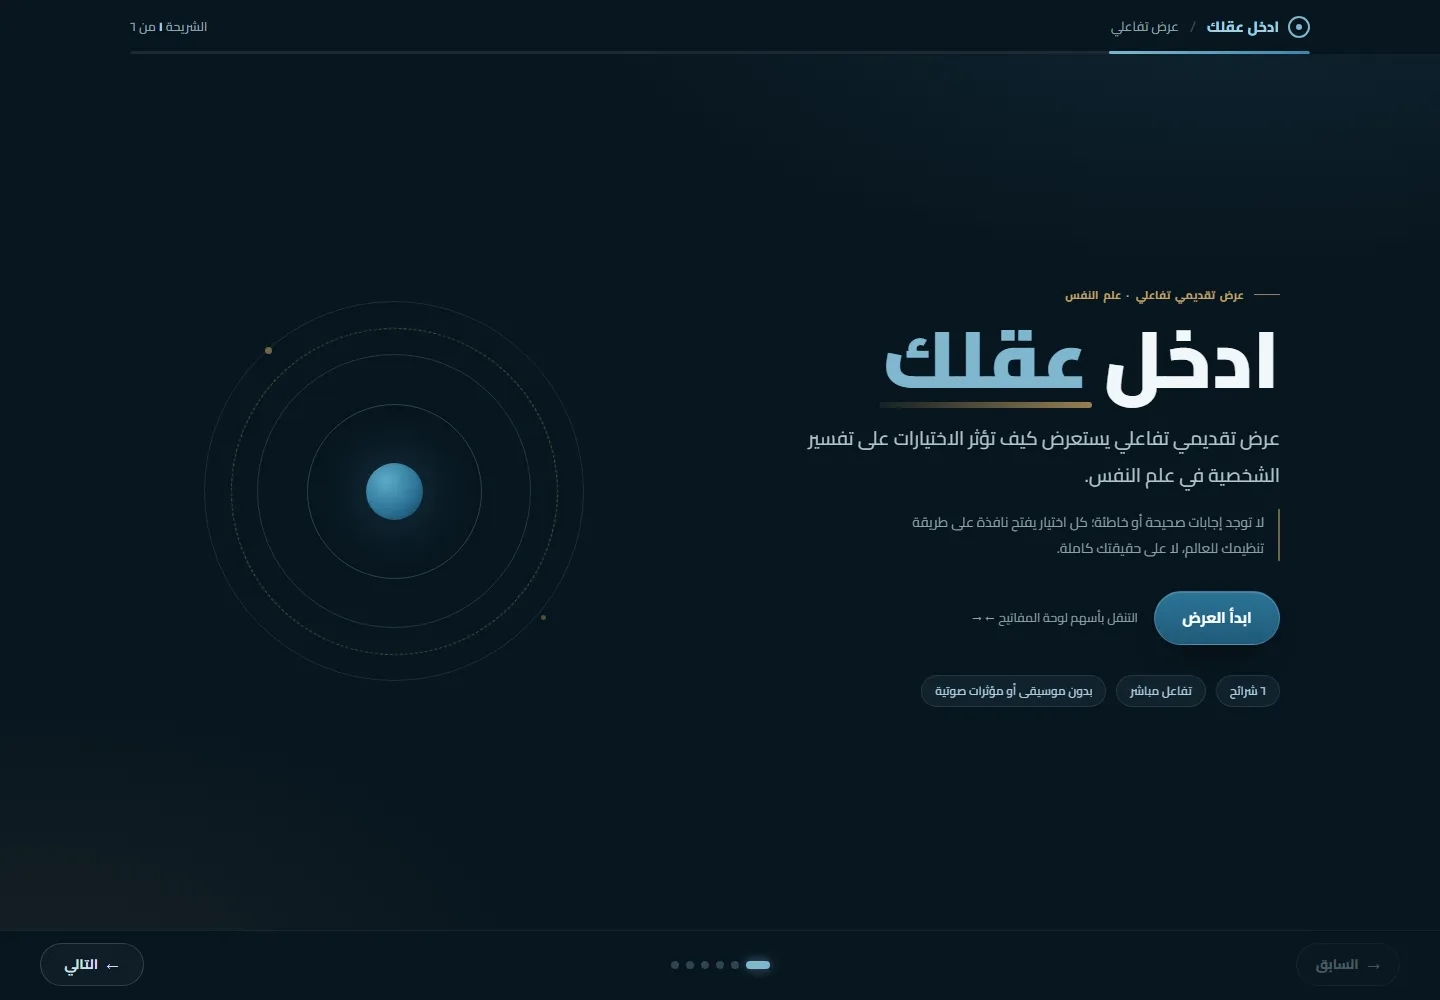 ادخل عقلك / عرض تفاعلي
الشريحة ١ من ٦
عرض تقديمي تفاعلي · علم النفس
ادخل عقلك
عرض تقديمي تفاعلي يستعرض كيف تؤثر الاختيارات على تفسير
الشخصية في علم النفس.
لا توجد إجابات صحيحة أو خاطئة؛ كل اختيار يفتح نافذة على طريقة
تنظيمك للعالم، لا على حقيقتك كاملة.
ابدأ العرض
التنقل بأسهم لوحة المفاتيح ← →
٦ شرائح
تفاعل مباشر
بدون موسيقى أو مؤثرات صوتية
→ السابق
← التالي